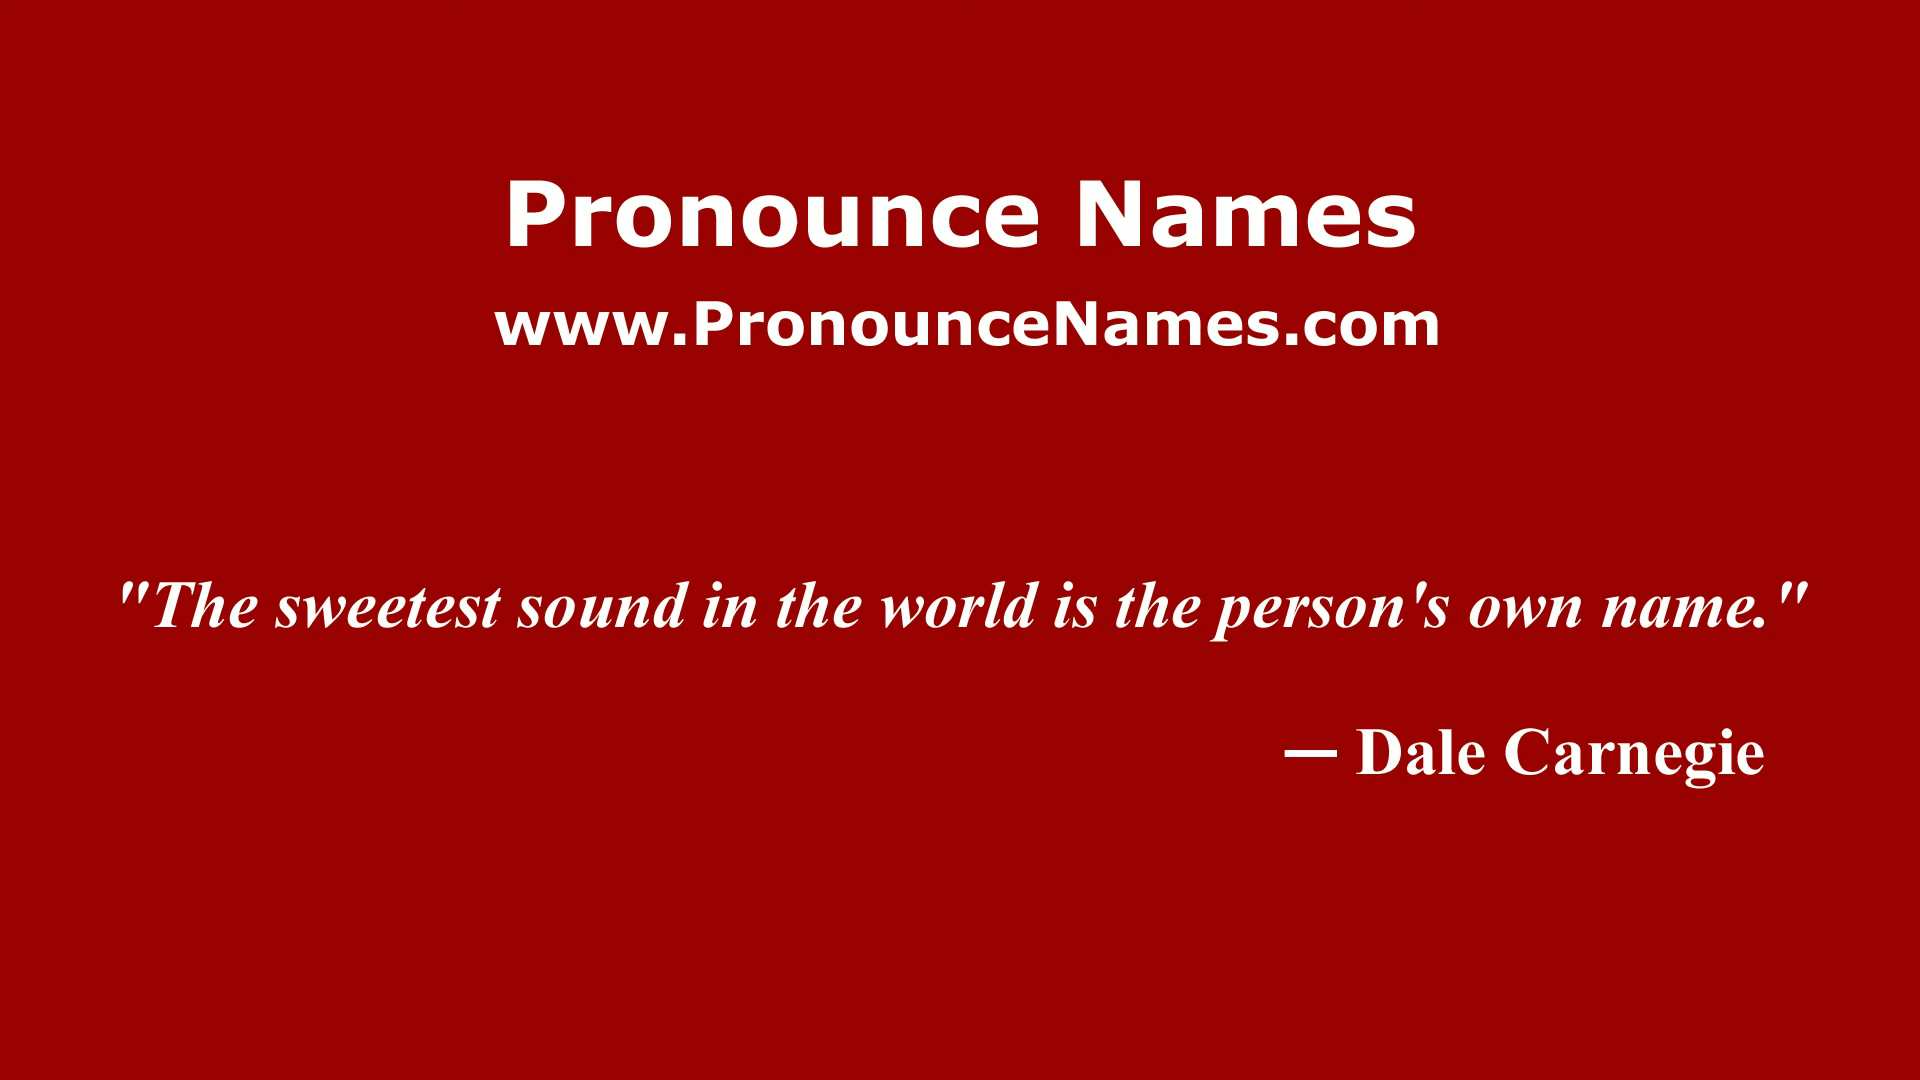 Pronounce Names
www.PronounceNames.com
"The sweetest sound in the world is the person's own name."
— Dale Carnegie